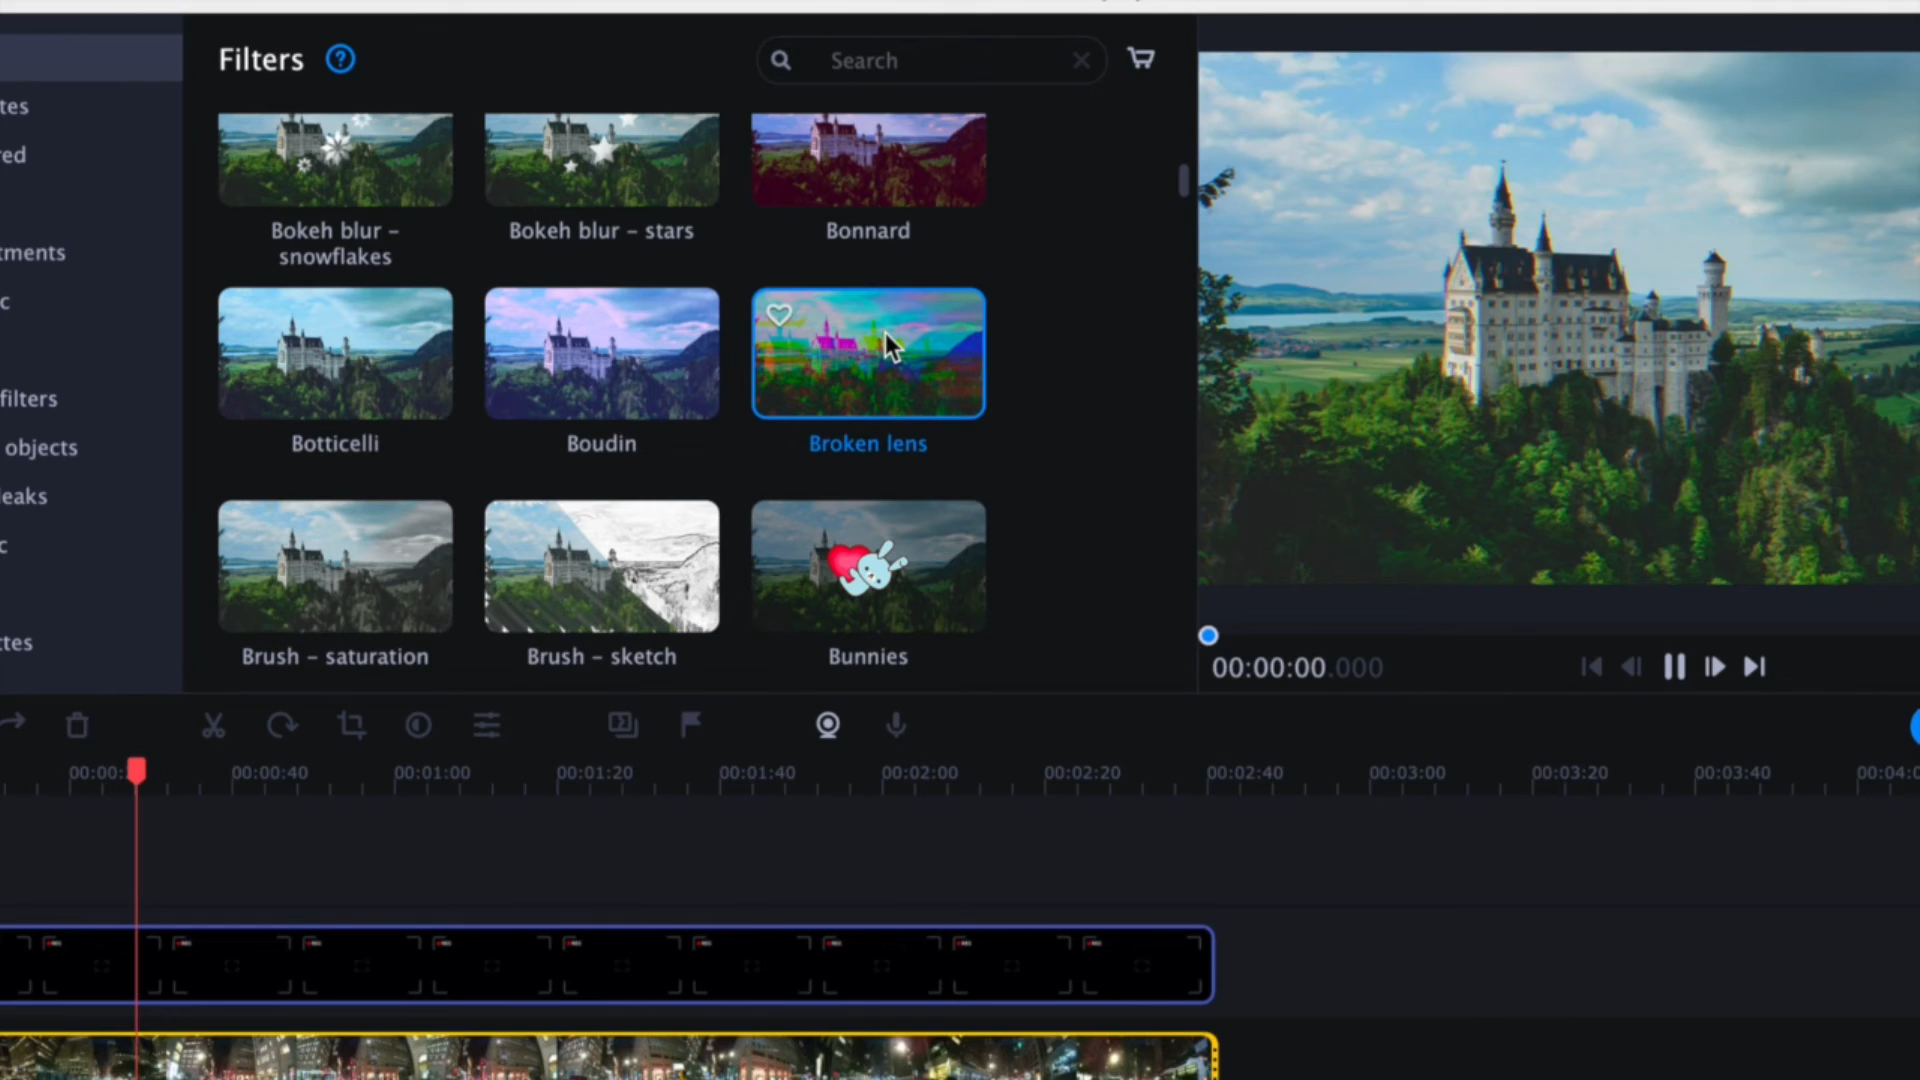 Filters ?
Search
tes
red
tments
c
filters
objects
leaks
c
ttes
Bokeh blur – snowflakes
Bokeh blur – stars
Bonnard
Botticelli
Boudin
Broken lens
Brush – saturation
Brush – sketch
Bunnies
00:00:00.000
00:00:
00:00:40
00:01:00
00:01:20
00:01:40
00:02:00
00:02:20
00:02:40
00:03:00
00:03:20
00:03:40
00:04:0